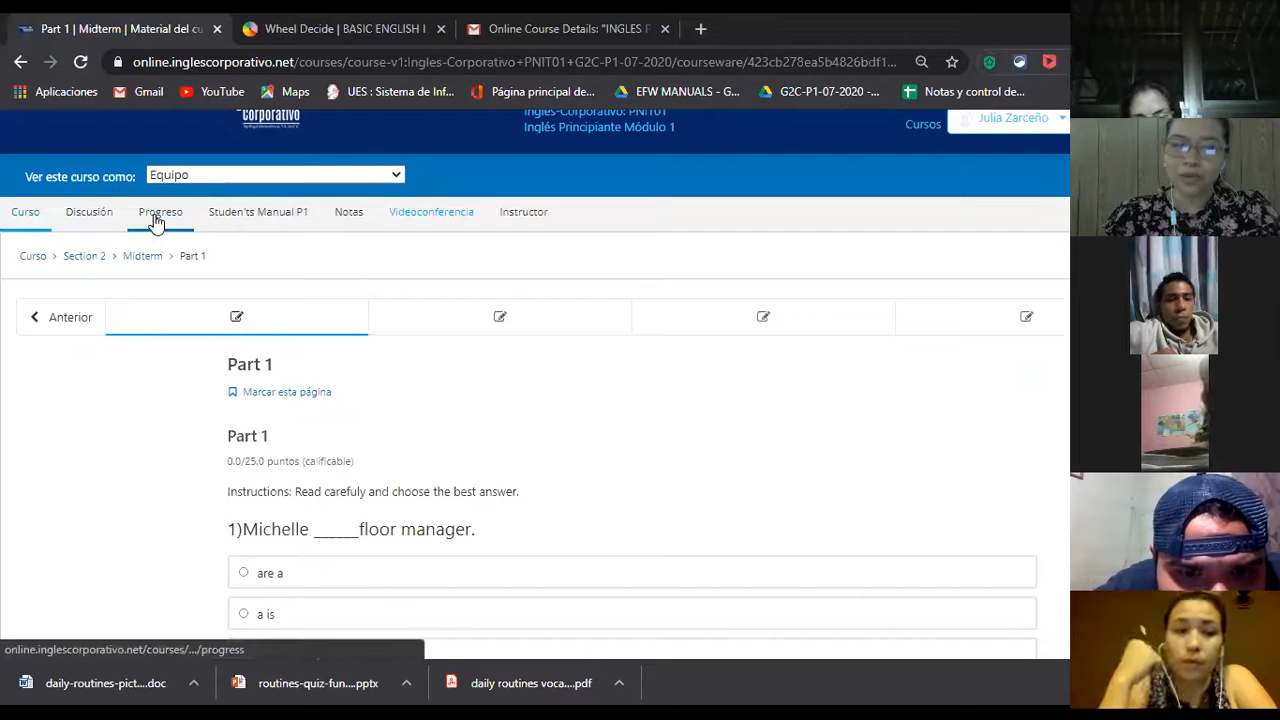 Part 1 | Midterm | Material del cu
Wheel Decide | BASIC ENGLISH I
Online Course Details: "INGLES P
online.inglescorporativo.net/courses/course-v1:Ingles-Corporativo+PNIT01+G2C-P1-07-2020/courseware/423cb278ea5b4826bdf1...
Aplicaciones
Gmail
YouTube
Maps
UES : Sistema de Inf...
Página principal de...
EFW MANUALS - G...
G2C-P1-07-2020 -...
Notas y control de...
corporativo
Ingles-Corporativo: PNIT01
Inglés Principiante Módulo 1
Cursos
Julia Zarceño
Ver este curso como:
Equipo
Curso
Discusión
Progreso
Studen'ts Manual P1
Notas
Videoconferencia
Instructor
Curso > Section 2 > Midterm > Part 1
Anterior
Part 1
Marcar esta página
Part 1
0.0/25.0 puntos (calificable)
Instructions: Read carefuly and choose the best answer.
1)Michelle ______floor manager.
are a
a is
online.inglescorporativo.net/courses/.../progress
daily-routines-pict....doc
routines-quiz-fun....pptx
daily routines voca....pdf